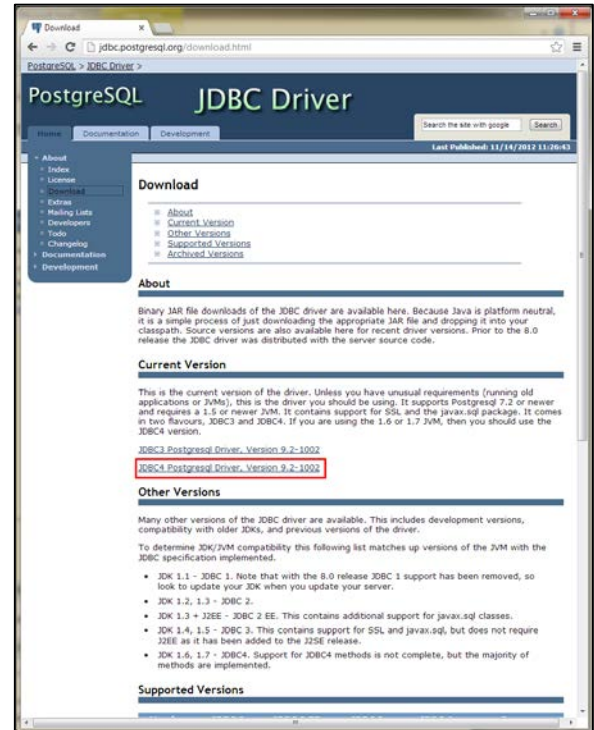 Download
jdbc.postgresql.org/download.html
PostgreSQL > JDBC Driver >
PostgreSQL JDBC Driver
Search the site with google Search
Home Documentation Development
Last Published: 11/14/2012 11:26:43
About
Index
License
Download
Extras
Mailing Lists
Developers
Todo
Changelog
Documentation
Development
Download
About
Current Version
Other Versions
Supported Versions
Archived Versions
About
Binary JAR file downloads of the JDBC driver are available here. Because Java is platform neutral,
it is a simple process of just downloading the appropriate JAR file and dropping it into your
classpath. Source versions are also available here for recent driver versions. Prior to the 8.0
release the JDBC driver was distributed with the server source code.
Current Version
This is the current version of the driver. Unless you have unusual requirements (running old
applications or JVMs), this is the driver you should be using. It supports Postgresql 7.2 or newer
and requires a 1.5 or newer JVM. It contains support for SSL and the javax.sql package. It comes
in two flavours, JDBC3 and JDBC4. If you are using the 1.6 or 1.7 JVM, then you should use the
JDBC4 version.
JDBC3 Postgresql Driver, Version 9.2-1002
JDBC4 Postgresql Driver, Version 9.2-1002
Other Versions
Many other versions of the JDBC driver are available. This includes development versions,
compatibility with older JDKs, and previous versions of the driver.
To determine JDK/JVM compatibility this following list matches up versions of the JVM with the
JDBC specification implemented.
• JDK 1.1 - JDBC 1. Note that with the 8.0 release JDBC 1 support has been removed, so
look to update your JDK when you update your server.
• JDK 1.2, 1.3 - JDBC 2.
• JDK 1.3 + J2EE - JDBC 2 EE. This contains additional support for javax.sql classes.
• JDK 1.4, 1.5 - JDBC 3. This contains support for SSL and javax.sql, but does not require
J2EE as it has been added to the J2SE release.
• JDK 1.6, 1.7 - JDBC4. Support for JDBC4 methods is not complete, but the majority of
methods are implemented.
Supported Versions